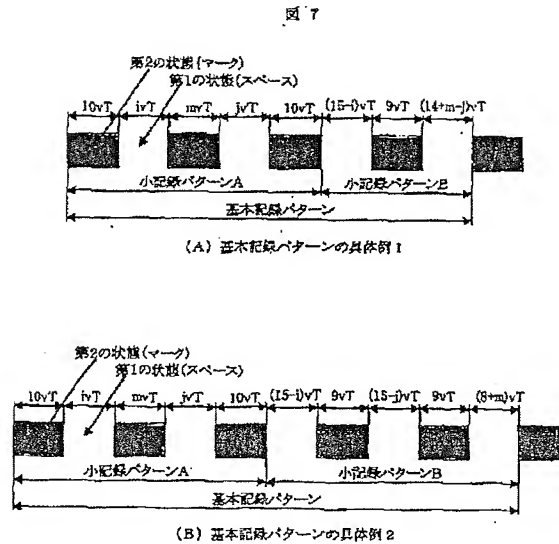 図 7
第2の状態(マーク)
第1の状態(スペース)
10vT ivT mvT jvT 10vT (15-i)vT 9vT (14+m-j)vT
小記録パターンA 小記録パターンB
基本記録パターン
(A) 基本記録パターンの具体例1
第2の状態(マーク)
第1の状態(スペース)
10vT ivT mvT jvT 10vT (15-i)vT 9vT (15-j)vT 9vT (8+m)vT
小記録パターンA 小記録パターンB
基本記録パターン
(B) 基本記録パターンの具体例2